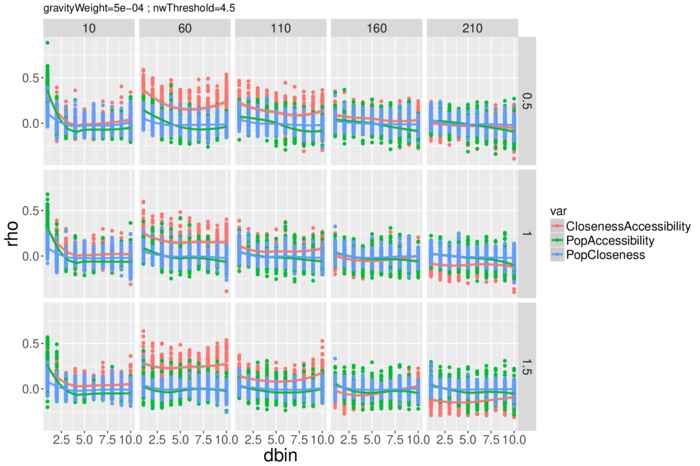 gravityWeight=5e−04 ; nwThreshold=4.5
10 60 110 160 210
0.5
0.0
0.5
0.5
0.0
1
0.5
0.0
1.5
rho
2.5 5.0 7.5 10.0 2.5 5.0 7.5 10.0 2.5 5.0 7.5 10.0 2.5 5.0 7.5 10.0 2.5 5.0 7.5 10.0
dbin
var
ClosenessAccessibility
PopAccessibility
PopCloseness